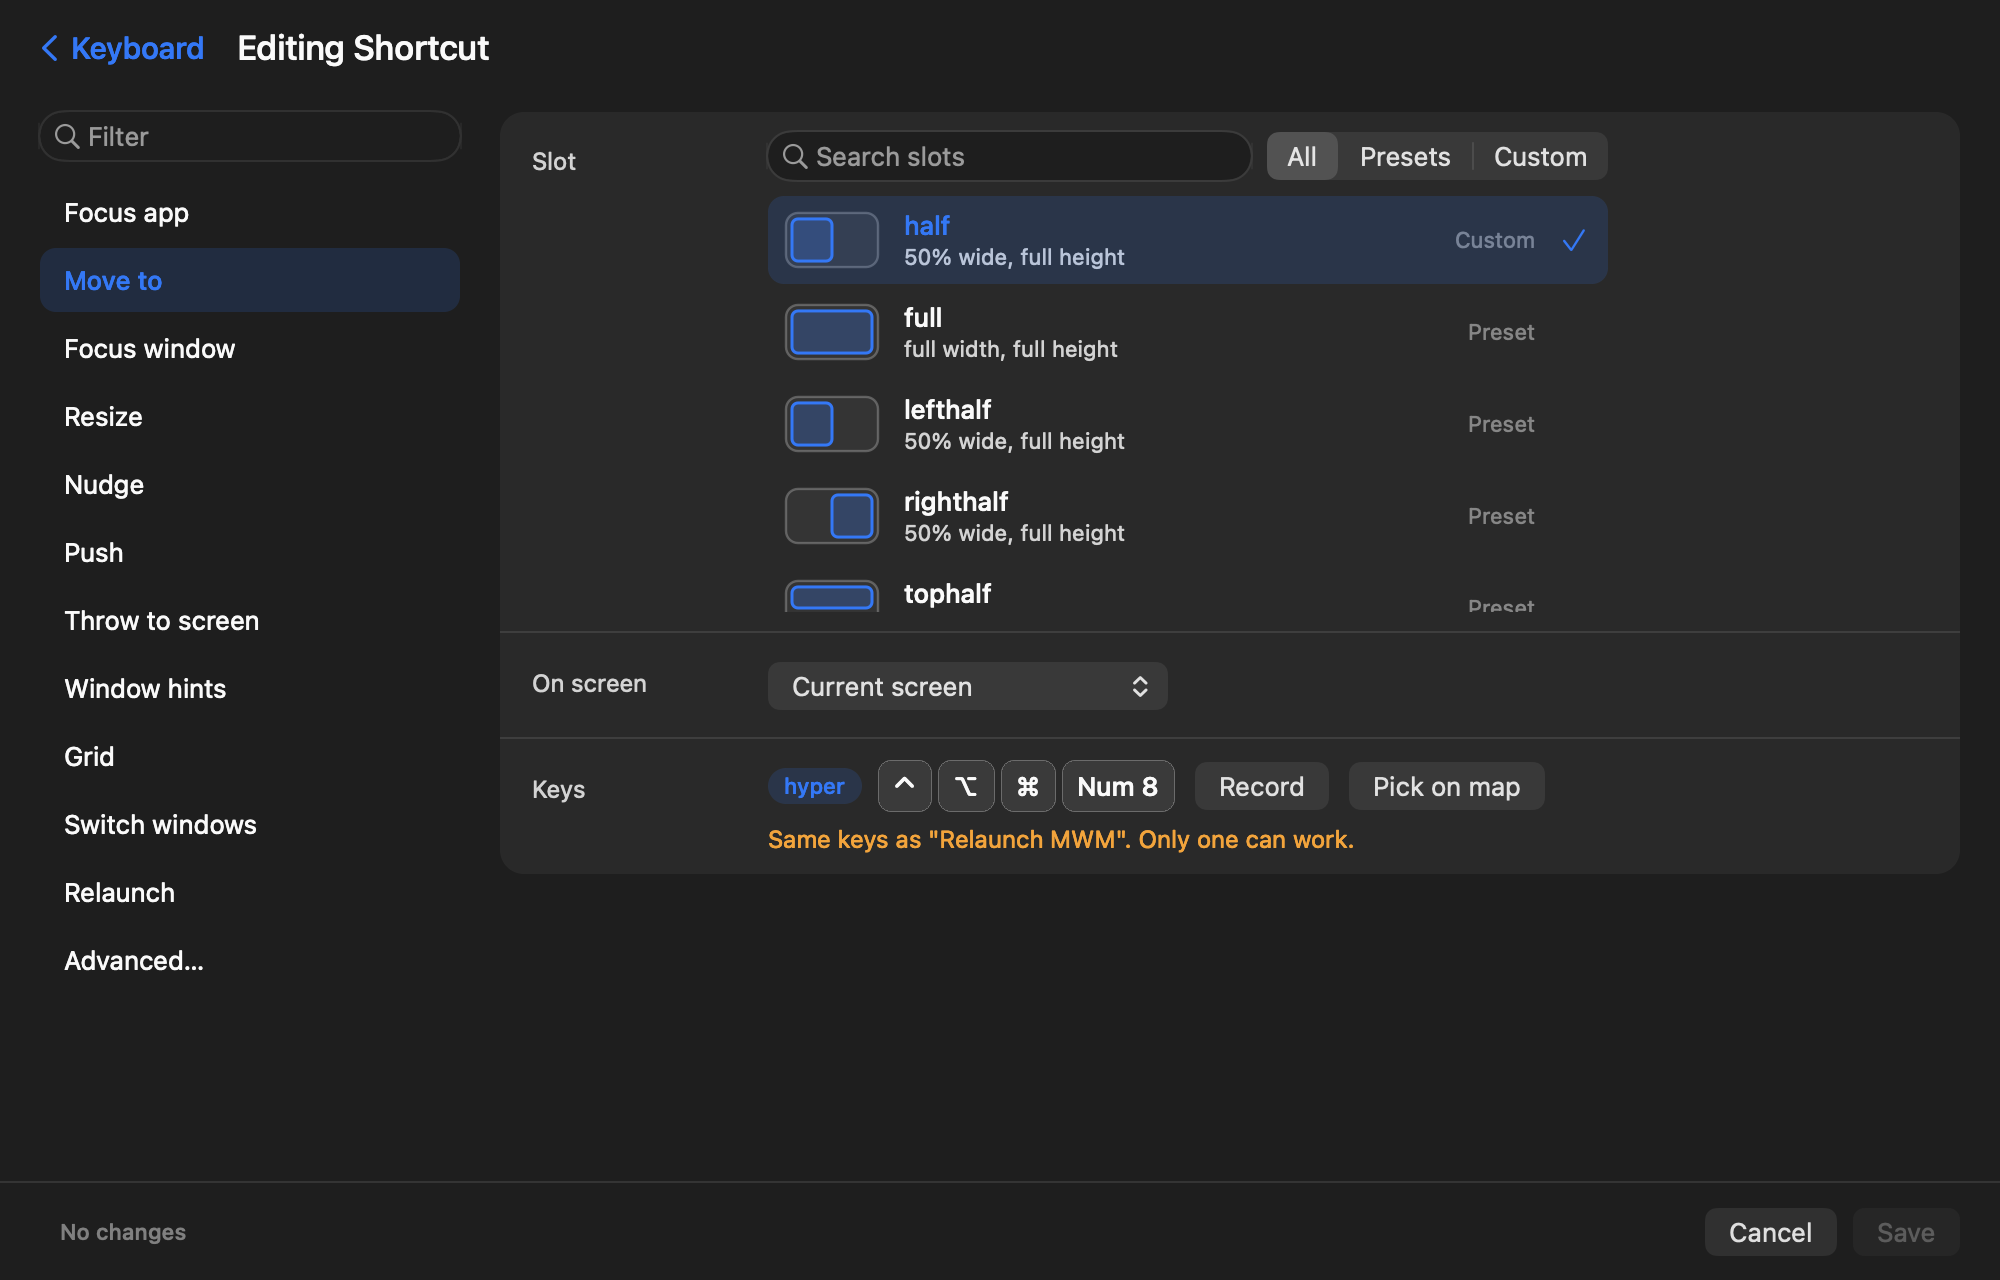 Keyboard Editing Shortcut
Filter
Focus app
Move to
Focus window
Resize
Nudge
Push
Throw to screen
Window hints
Grid
Switch windows
Relaunch
Advanced...
Slot
Search slots
All Presets Custom
half
50% wide, full height
Custom
full
full width, full height
Preset
lefthalf
50% wide, full height
Preset
righthalf
50% wide, full height
Preset
tophalf
Preset
On screen
Current screen
Keys
hyper ^ ⌥ ⌘ Num 8 Record Pick on map
Same keys as "Relaunch MWM". Only one can work.
No changes
Cancel Save